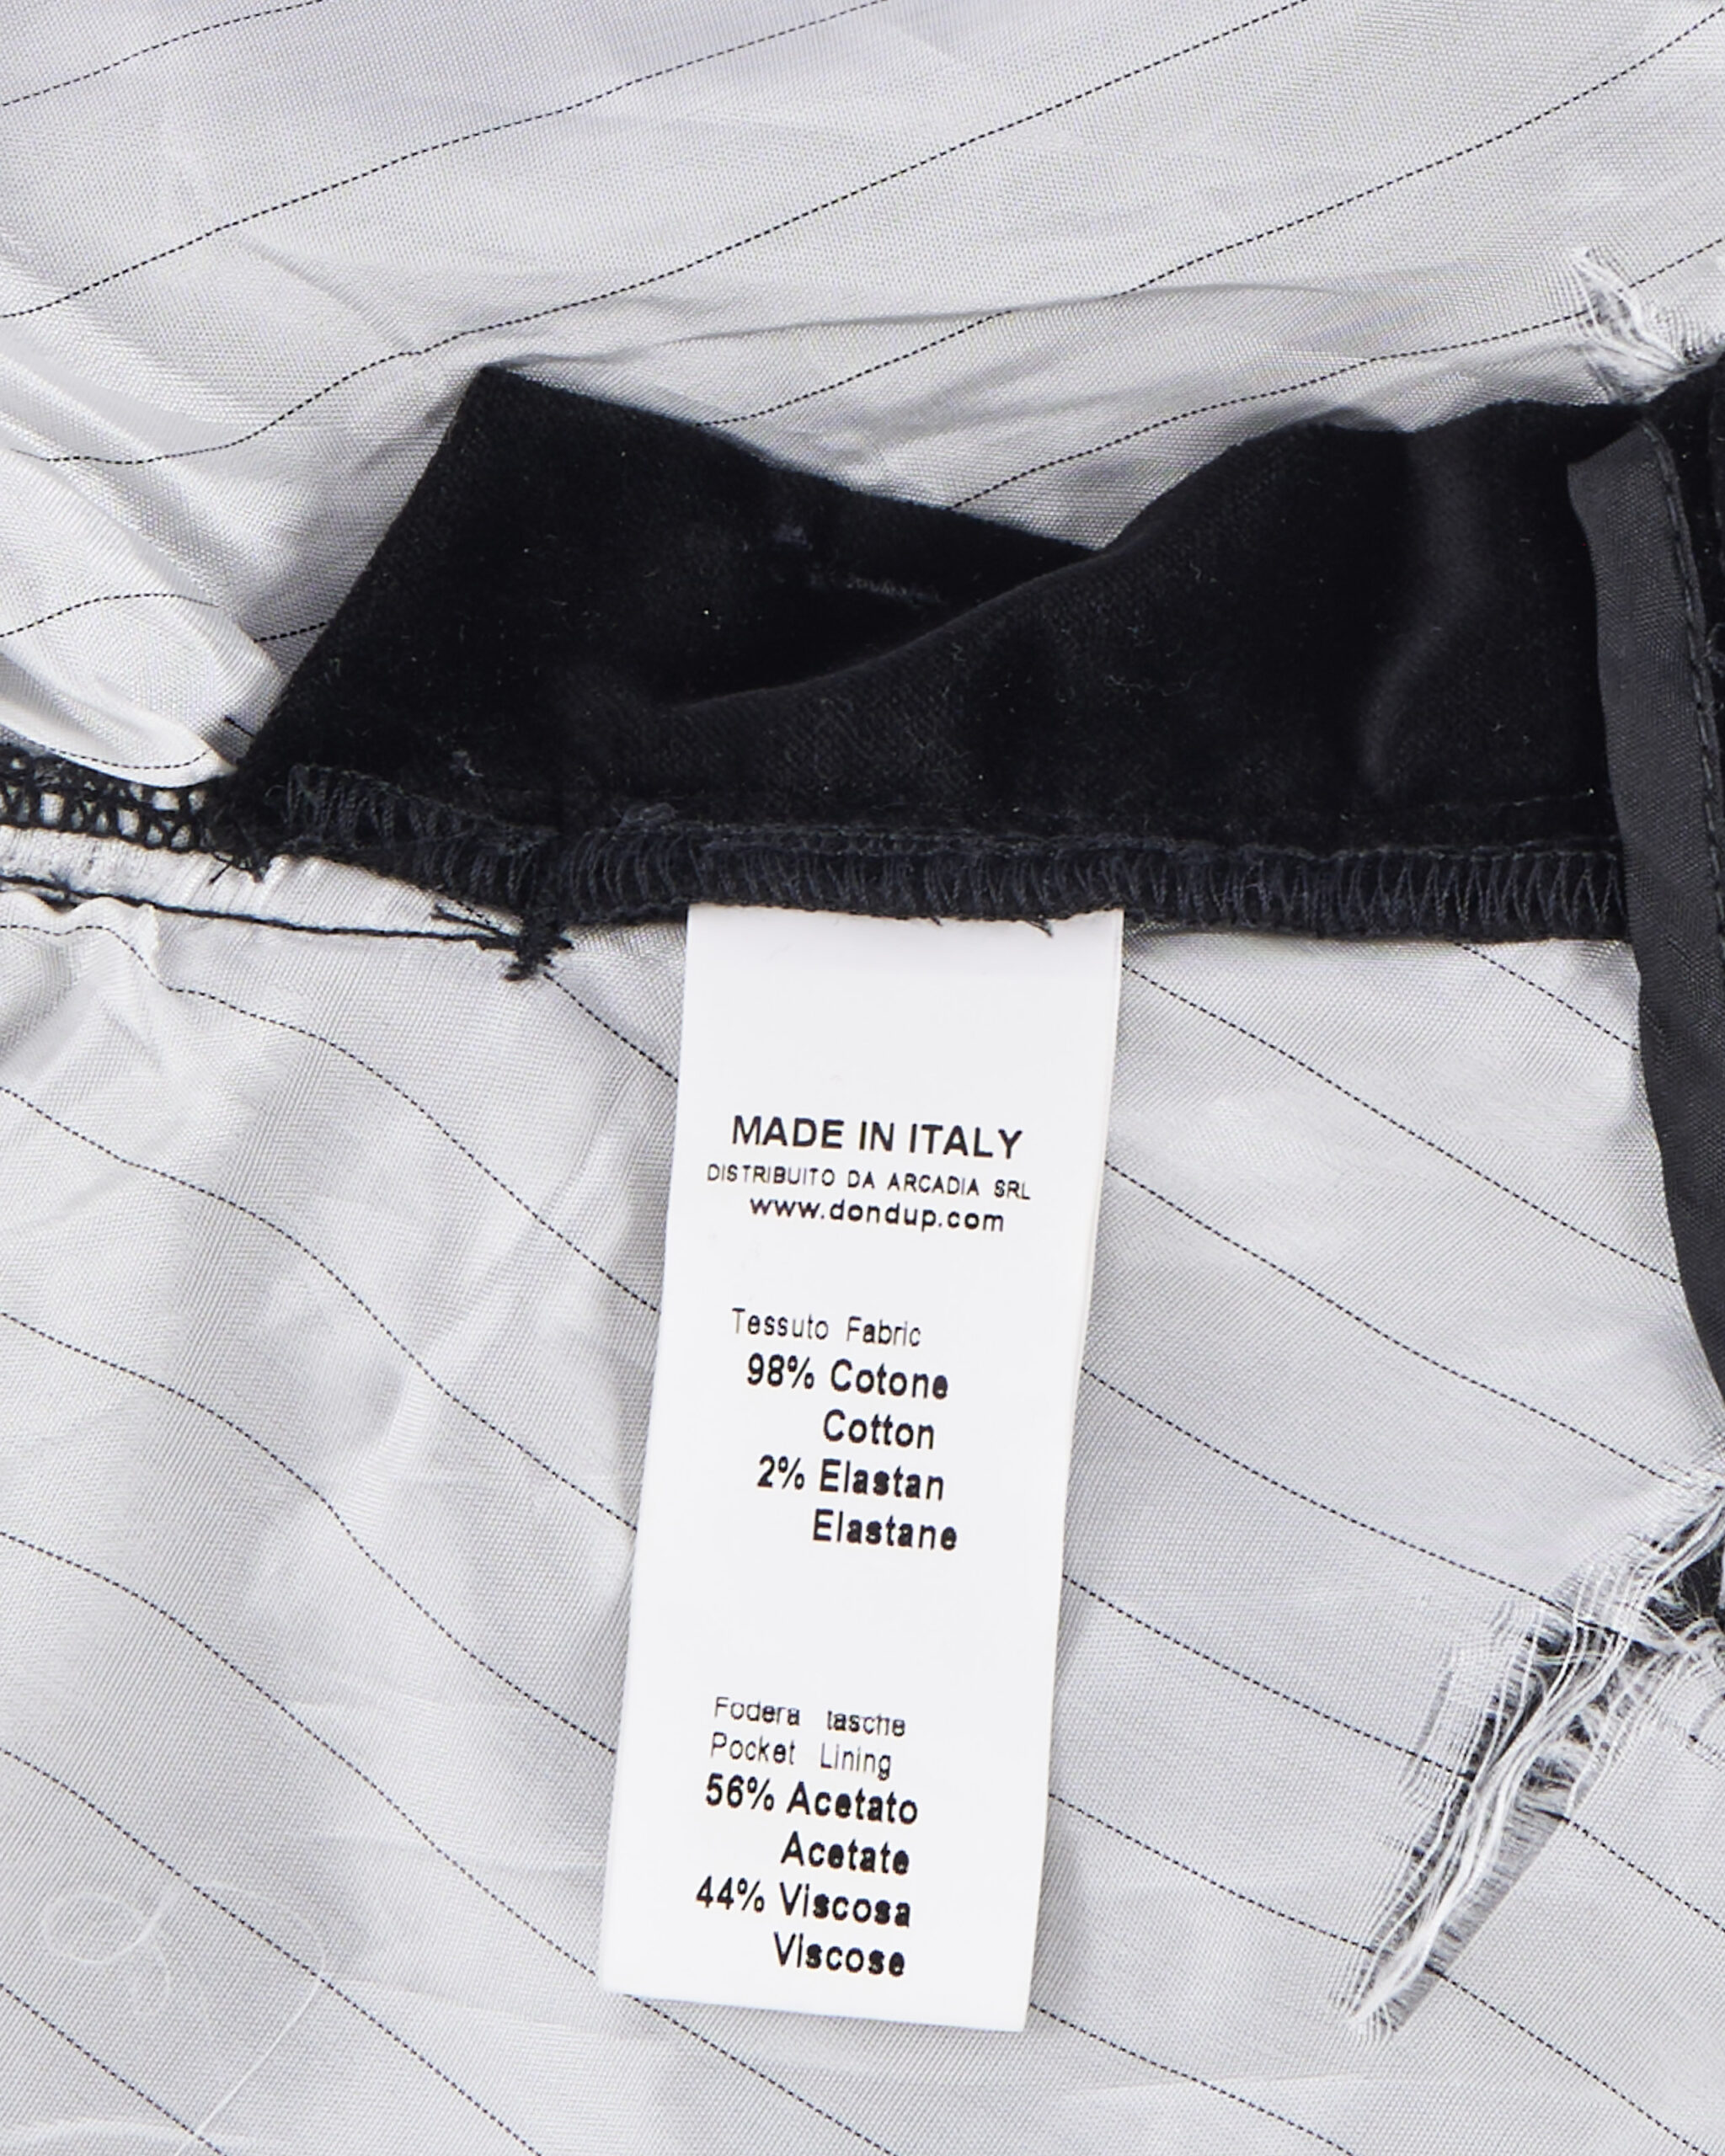 MADE IN ITALY
DISTRIBUITO DA ARCADIA SRL
www.dondup.com
Tessuto Fabric
98% Cotone
Cotton
2% Elastan
Elastane
Fodera tasche
Pocket Lining
56% Acetato
Acetate
44% Viscosa
Viscose